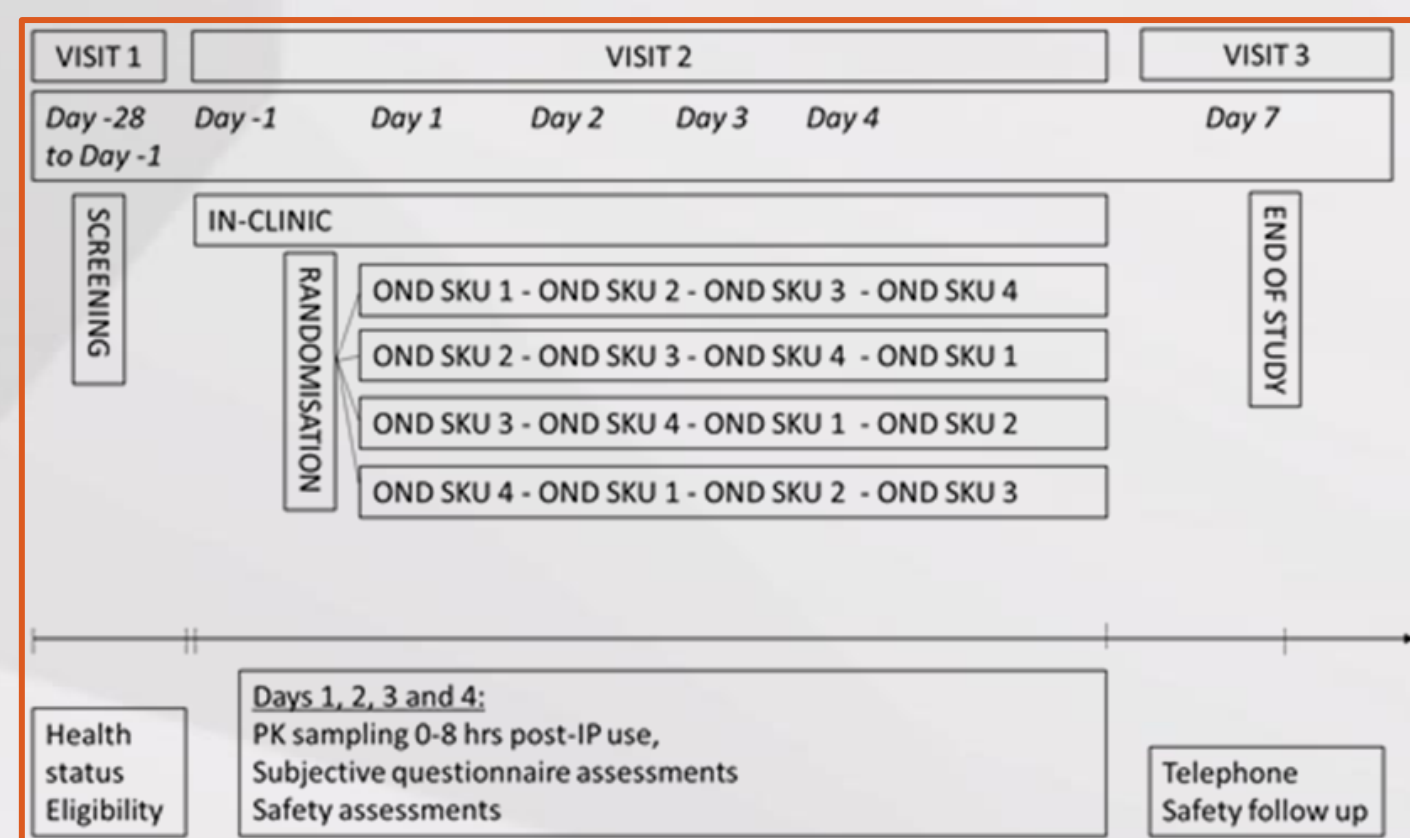 VISIT 1
VISIT 2
VISIT 3
Day -28
to Day -1
Day -1
Day 1
Day 2
Day 3
Day 4
Day 7
SCREENING
IN-CLINIC
RANDOMISATION
OND SKU 1 - OND SKU 2 - OND SKU 3 - OND SKU 4
OND SKU 2 - OND SKU 3 - OND SKU 4 - OND SKU 1
OND SKU 3 - OND SKU 4 - OND SKU 1 - OND SKU 2
OND SKU 4 - OND SKU 1 - OND SKU 2 - OND SKU 3
END OF STUDY
Health
status
Eligibility
Days 1, 2, 3 and 4:
PK sampling 0-8 hrs post-IP use,
Subjective questionnaire assessments
Safety assessments
Telephone
Safety follow up